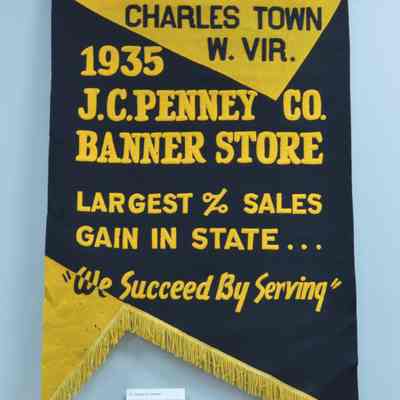 CHARLES TOWN
W. VIR.
1935
J.C.PENNEY CO.
BANNER STORE
LARGEST % SALES
GAIN IN STATE...
"We Succeed By Serving"